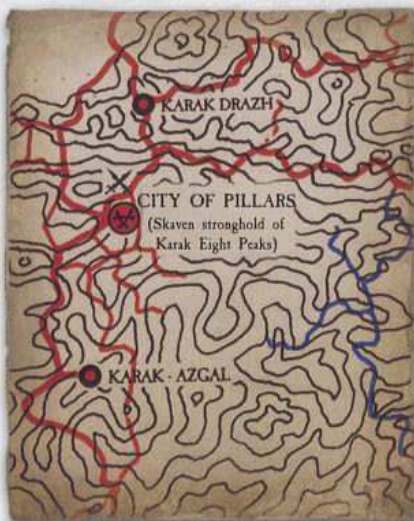 KARAK DRAZH
CITY OF PILLARS
(Skaven stronghold of
Karak Eight Peaks)
KARAK - AZGAL